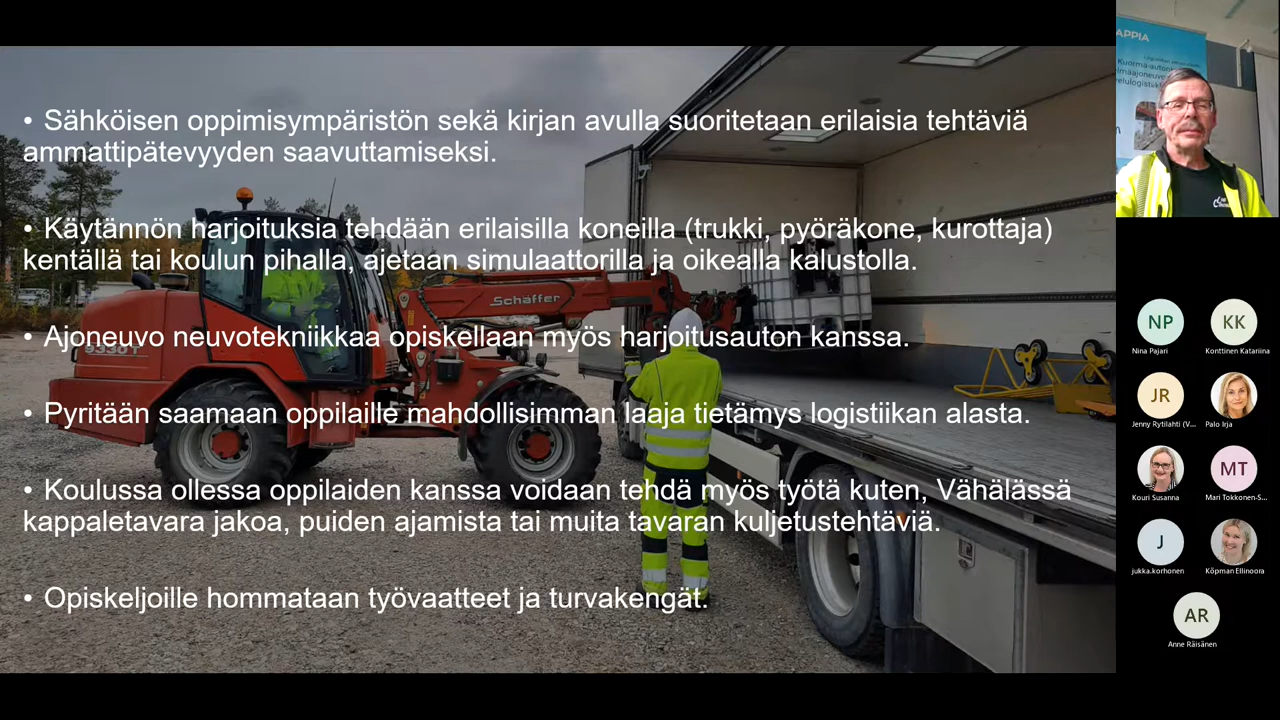 • Sähköisen oppimisympäristön sekä kirjan avulla suoritetaan erilaisia tehtäviä
ammattipätevyyden saavuttamiseksi.
• Käytännön harjoituksia tehdään erilaisilla koneilla (trukki, pyöräkone, kurottaja)
kentällä tai koulun pihalla, ajetaan simulaattorilla ja oikealla kalustolla.
• Ajoneuvo neuvotekniikkaa opiskellaan myös harjoitusauton kanssa.
• Pyritään saamaan oppilaille mahdollisimman laaja tietämys logistiikan alasta.
• Koulussa ollessa oppilaiden kanssa voidaan tehdä myös työtä kuten, Vähälässä
kappaletavara jakoa, puiden ajamista tai muita tavaran kuljetustehtäviä.
• Opiskeljoille hommataan työvaatteet ja turvakengät.
Schäffer
9330T
APPIA
Kuorma-auton
NP
KK
Nina Pajari
Konttinen Katariina
JR
Jenny Rytilahti (V...
Palo Irja
MT
Kouri Susanna
Mari Tokkonen-S...
J
jukka.korhonen
Köpman Ellinoora
AR
Anne Räisänen